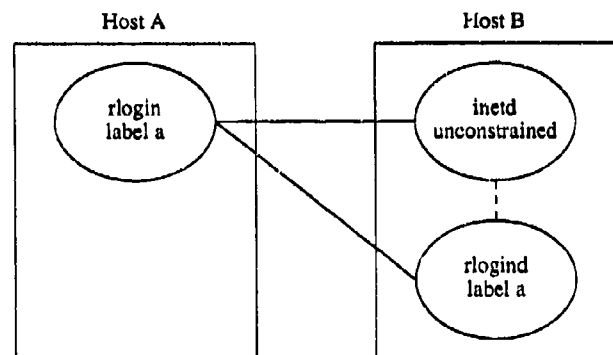 Host A
Host B
rlogin
label a
inetd
unconstrained
rlogind
label a